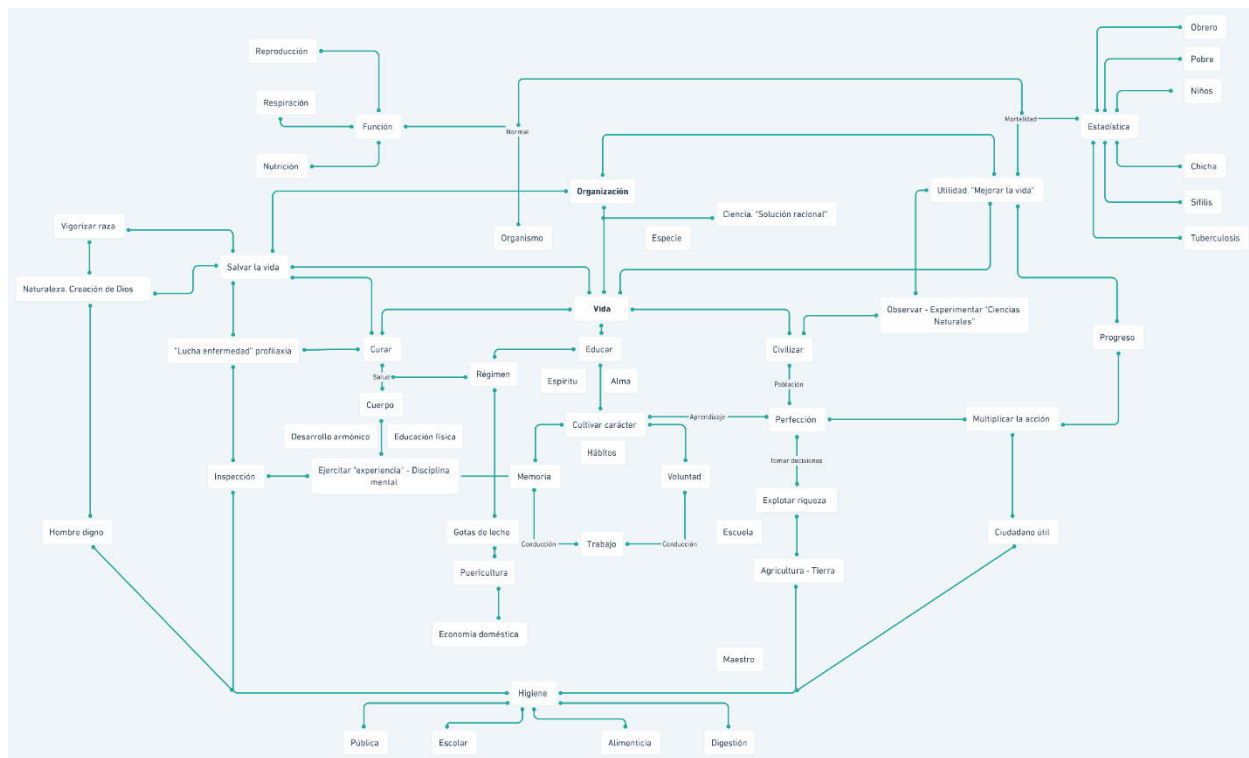 Obrero
Reproducción
Pobre
Respiración
Niños
Mortalidad
Función
Normal
Estadística
Nutrición
Chicha
Organización
Utilidad. "Mejorar la vida"
Sífilis
Ciencia. "Solución racional"
Vigorizar raza
Organismo
Especie
Tuberculosis
Salvar la vida
Naturaleza. Creación de Dios
Vida
Observar - Experimentar "Ciencias
Naturales"
Progreso
"Lucha enfermedad" profilaxia
Curar
Educar
Civilizar
Salud
Régimen
Espíritu
Alma
Población
Cuerpo
Aprendizaje
Perfección
Multiplicar la acción
Cultivar carácter
Desarrollo armónico
Educación física
Hábitos
Tomar decisiones
Inspección
Ejercitar "experiencia" - Disciplina
mental
Memoria
Voluntad
Explotar riqueza
Hombre digno
Gotas de leche
Escuela
Ciudadano útil
Conducción
Trabajo
Conducción
Puericultura
Agricultura - Tierra
Economía doméstica
Maestro
Higiene
Pública
Escolar
Alimenticia
Digestión